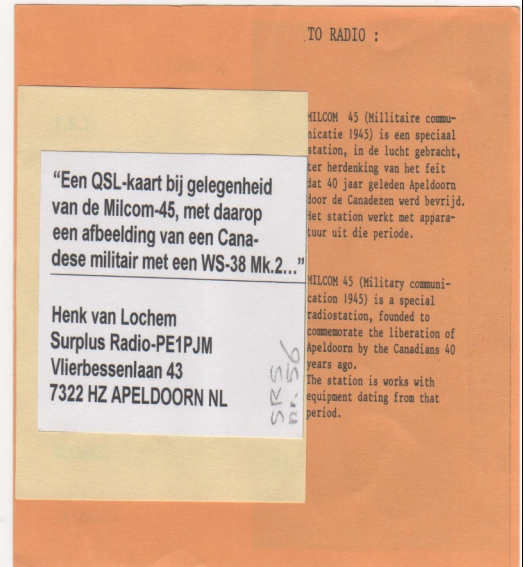 TO RADIO :
MILCOM 45 (Millitaire commu-
nicatie 1945) is een speciaal
station, in de lucht gebracht,
ter herdenking van het feit
dat 40 jaar geleden Apeldoorn
door de Canadezen werd bevrijd.
Het station werkt met appara-
tuur uit die periode.
MILCOM 45 (Military communi-
cation 1945) is a special
radiostation, founded to
commemorate the liberation of
Apeldoorn by the Canadians 40
years ago.
The station is works with
equipment dating from that
period.
“Een QSL-kaart bij gelegenheid
van de Milcom-45, met daarop
een afbeelding van een Cana-
dese militair met een WS-38 Mk.2...”
Henk van Lochem
Surplus Radio-PE1PJM
Vlierbessenlaan 43
7322 HZ APELDOORN NL
SRS
nr. 56